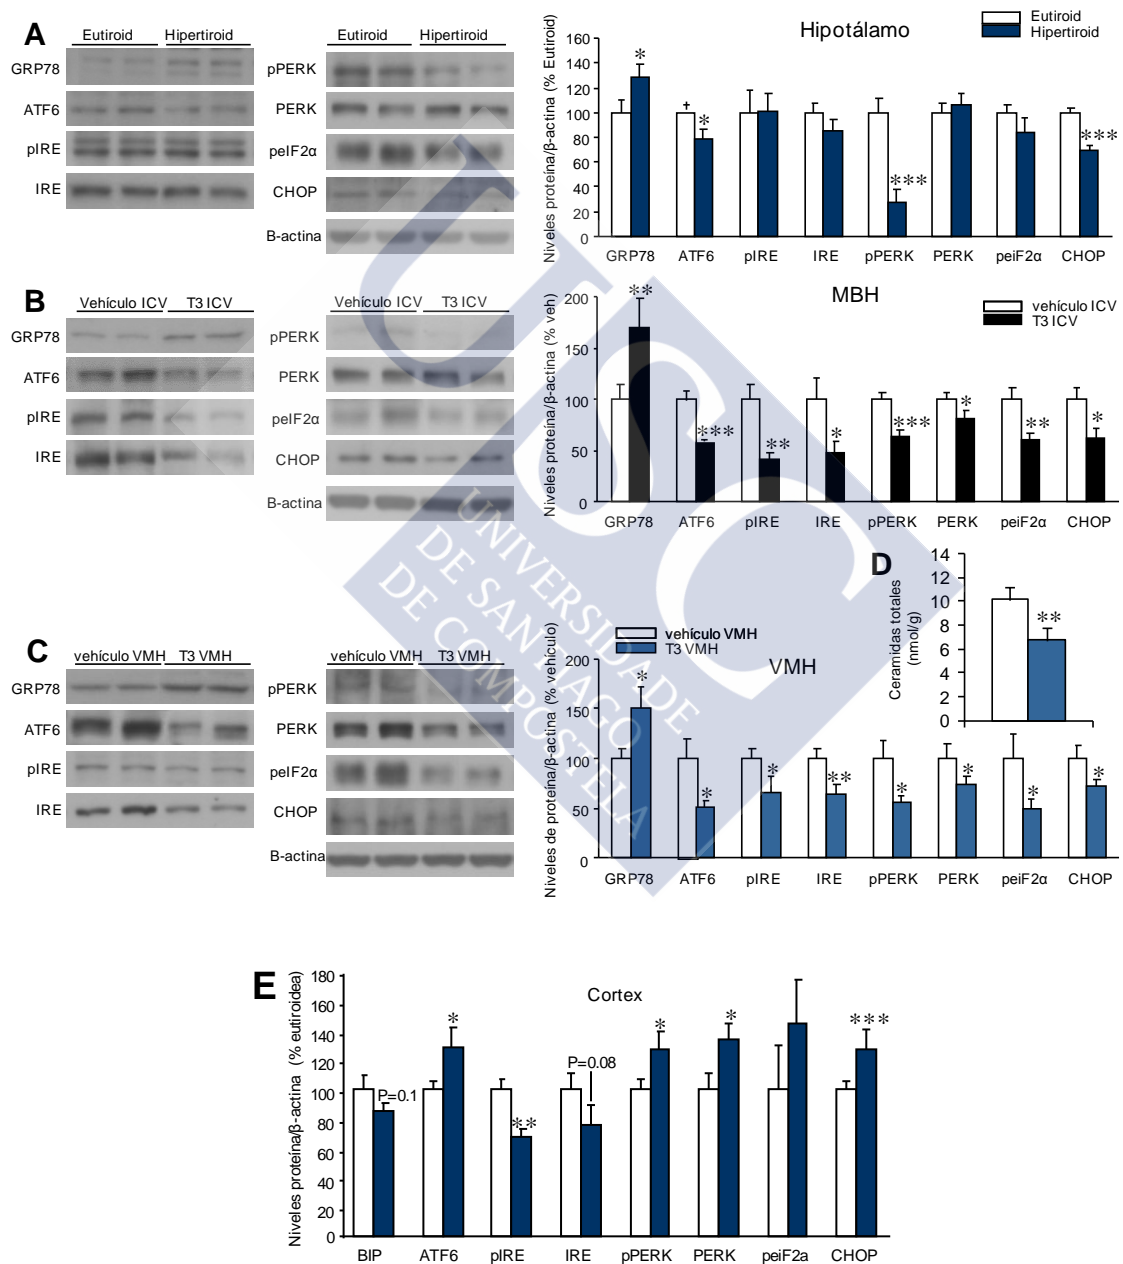 A
Eutiroid Hipertiroid
GRP78
ATF6
pIRE
IRE
Eutiroid Hipertiroid
pPERK
PERK
peIF2α
CHOP
B-actina
Hipotálamo
Eutiroid
Hipertiroid
Niveles proteína/β-actina (% Eutiroid)
160
140
120
100
80
60
40
20
0
* * *** ***
GRP78 ATF6 pIRE IRE pPERK PERK peiF2α CHOP
B
Vehículo ICV T3 ICV
GRP78
ATF6
pIRE
IRE
Vehículo ICV T3 ICV
pPERK
PERK
peIF2α
CHOP
B-actina
MBH
vehículo ICV
T3 ICV
Niveles proteína/β-actina (% veh)
200
150
100
50
0
** *** ** * *** * ** *
GRP78 ATF6 pIRE IRE pPERK PERK peiF2α CHOP
C
vehículo VMH T3 VMH
GRP78
ATF6
pIRE
IRE
vehículo VMH T3 VMH
pPERK
PERK
peIF2α
CHOP
B-actina
vehículo VMH
T3 VMH
VMH
Niveles de proteína/β-actina (% vehículo)
200
150
100
50
0
* * * ** * * * *
GRP78 ATF6 pIRE IRE pPERK PERK peiF2α CHOP
D
Ceramidas totales
(nmol/g)
14
12
10
8
6
4
2
0
**
E
Cortex
Niveles proteína/β-actina (% eutiroidea)
180
160
140
120
100
80
60
40
20
0
P=0.1 * ** P=0.08 * * ***
BIP ATF6 pIRE IRE pPERK PERK peiF2a CHOP
USC
UNIVERSIDADE
DE SANTIAGO
DE COMPOSTELA